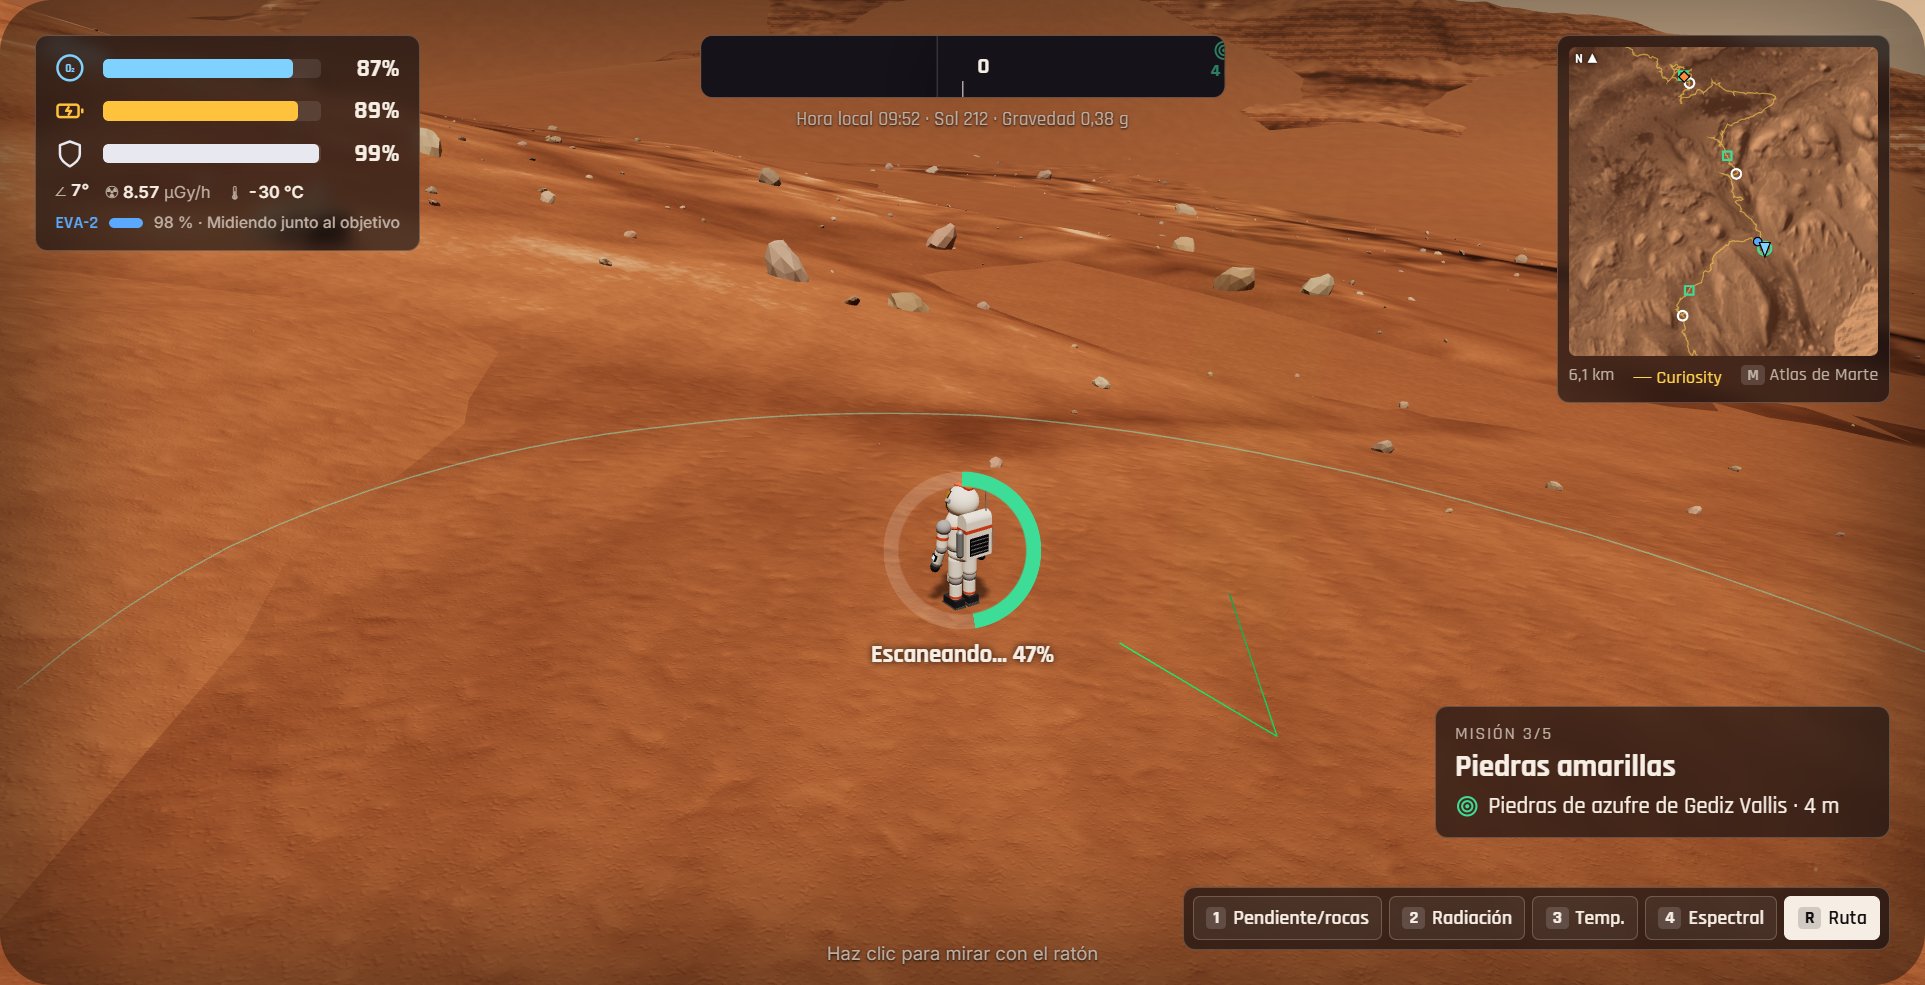 O₂ 87%
89%
99%
7° 8.57 µGy/h -30 °C
EVA-2 98 % · Midiendo junto al objetivo
O
4
Hora local 09:52 · Sol 212 · Gravedad 0,38 g
N
6,1 km — Curiosity M Atlas de Marte
Escaneando... 47%
MISIÓN 3/5
Piedras amarillas
Piedras de azufre de Gediz Vallis · 4 m
1 Pendiente/rocas 2 Radiación 3 Temp. 4 Espectral R Ruta
Haz clic para mirar con el ratón